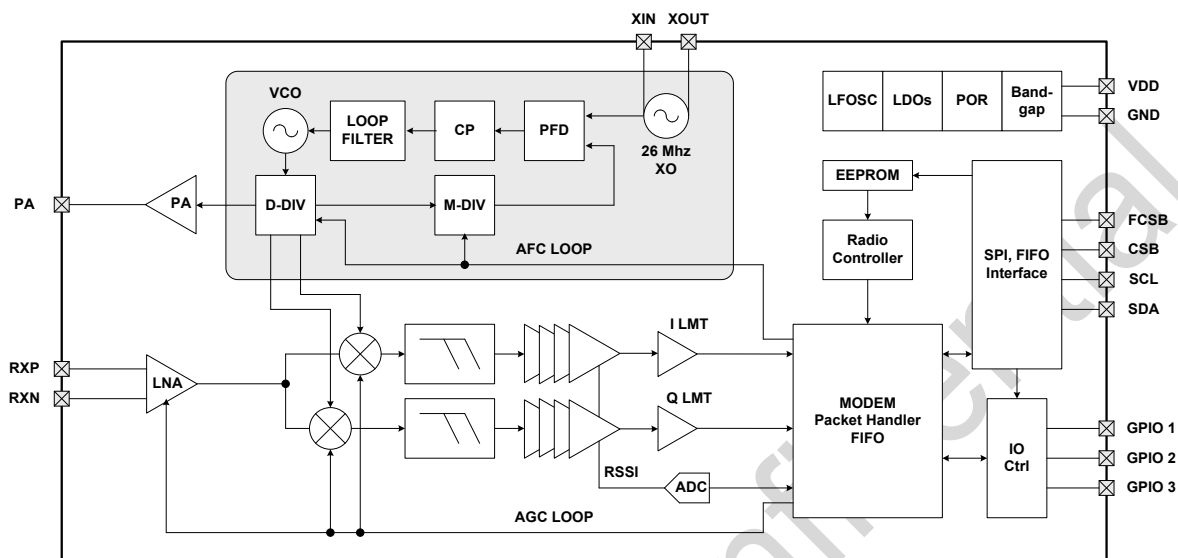 XIN XOUT
VCO
LOOP
FILTER
CP
PFD
26 Mhz
XO
LFOSC
LDOs
POR
Band-
gap
VDD
GND
PA
PA
D-DIV
M-DIV
AFC LOOP
EEPROM
Radio
Controller
SPI, FIFO
Interface
FCSB
CSB
SCL
SDA
RXP
RXN
LNA
I LMT
Q LMT
RSSI
ADC
AGC LOOP
MODEM
Packet Handler
FIFO
IO
Ctrl
GPIO 1
GPIO 2
GPIO 3
nfidential